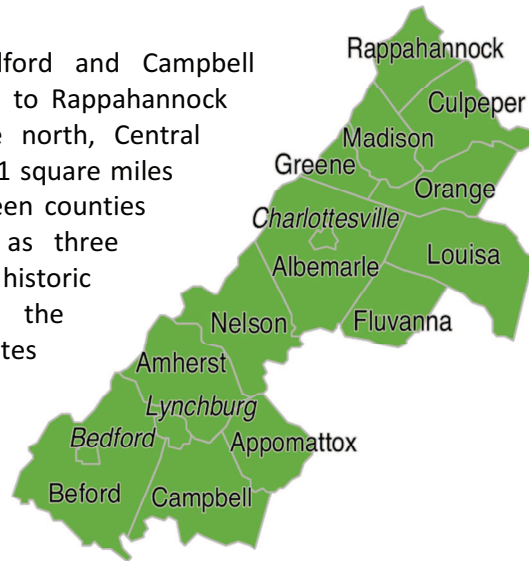 lford and Campbell
to Rappahannock
e north, Central
1 square miles
een counties
as three
historic
the
tes
Rappahannock
Culpeper
Madison
Greene
Orange
Charlottesville
Louisa
Albemarle
Nelson
Fluvanna
Amherst
Lynchburg
Bedford
Appomattox
Beford
Campbell